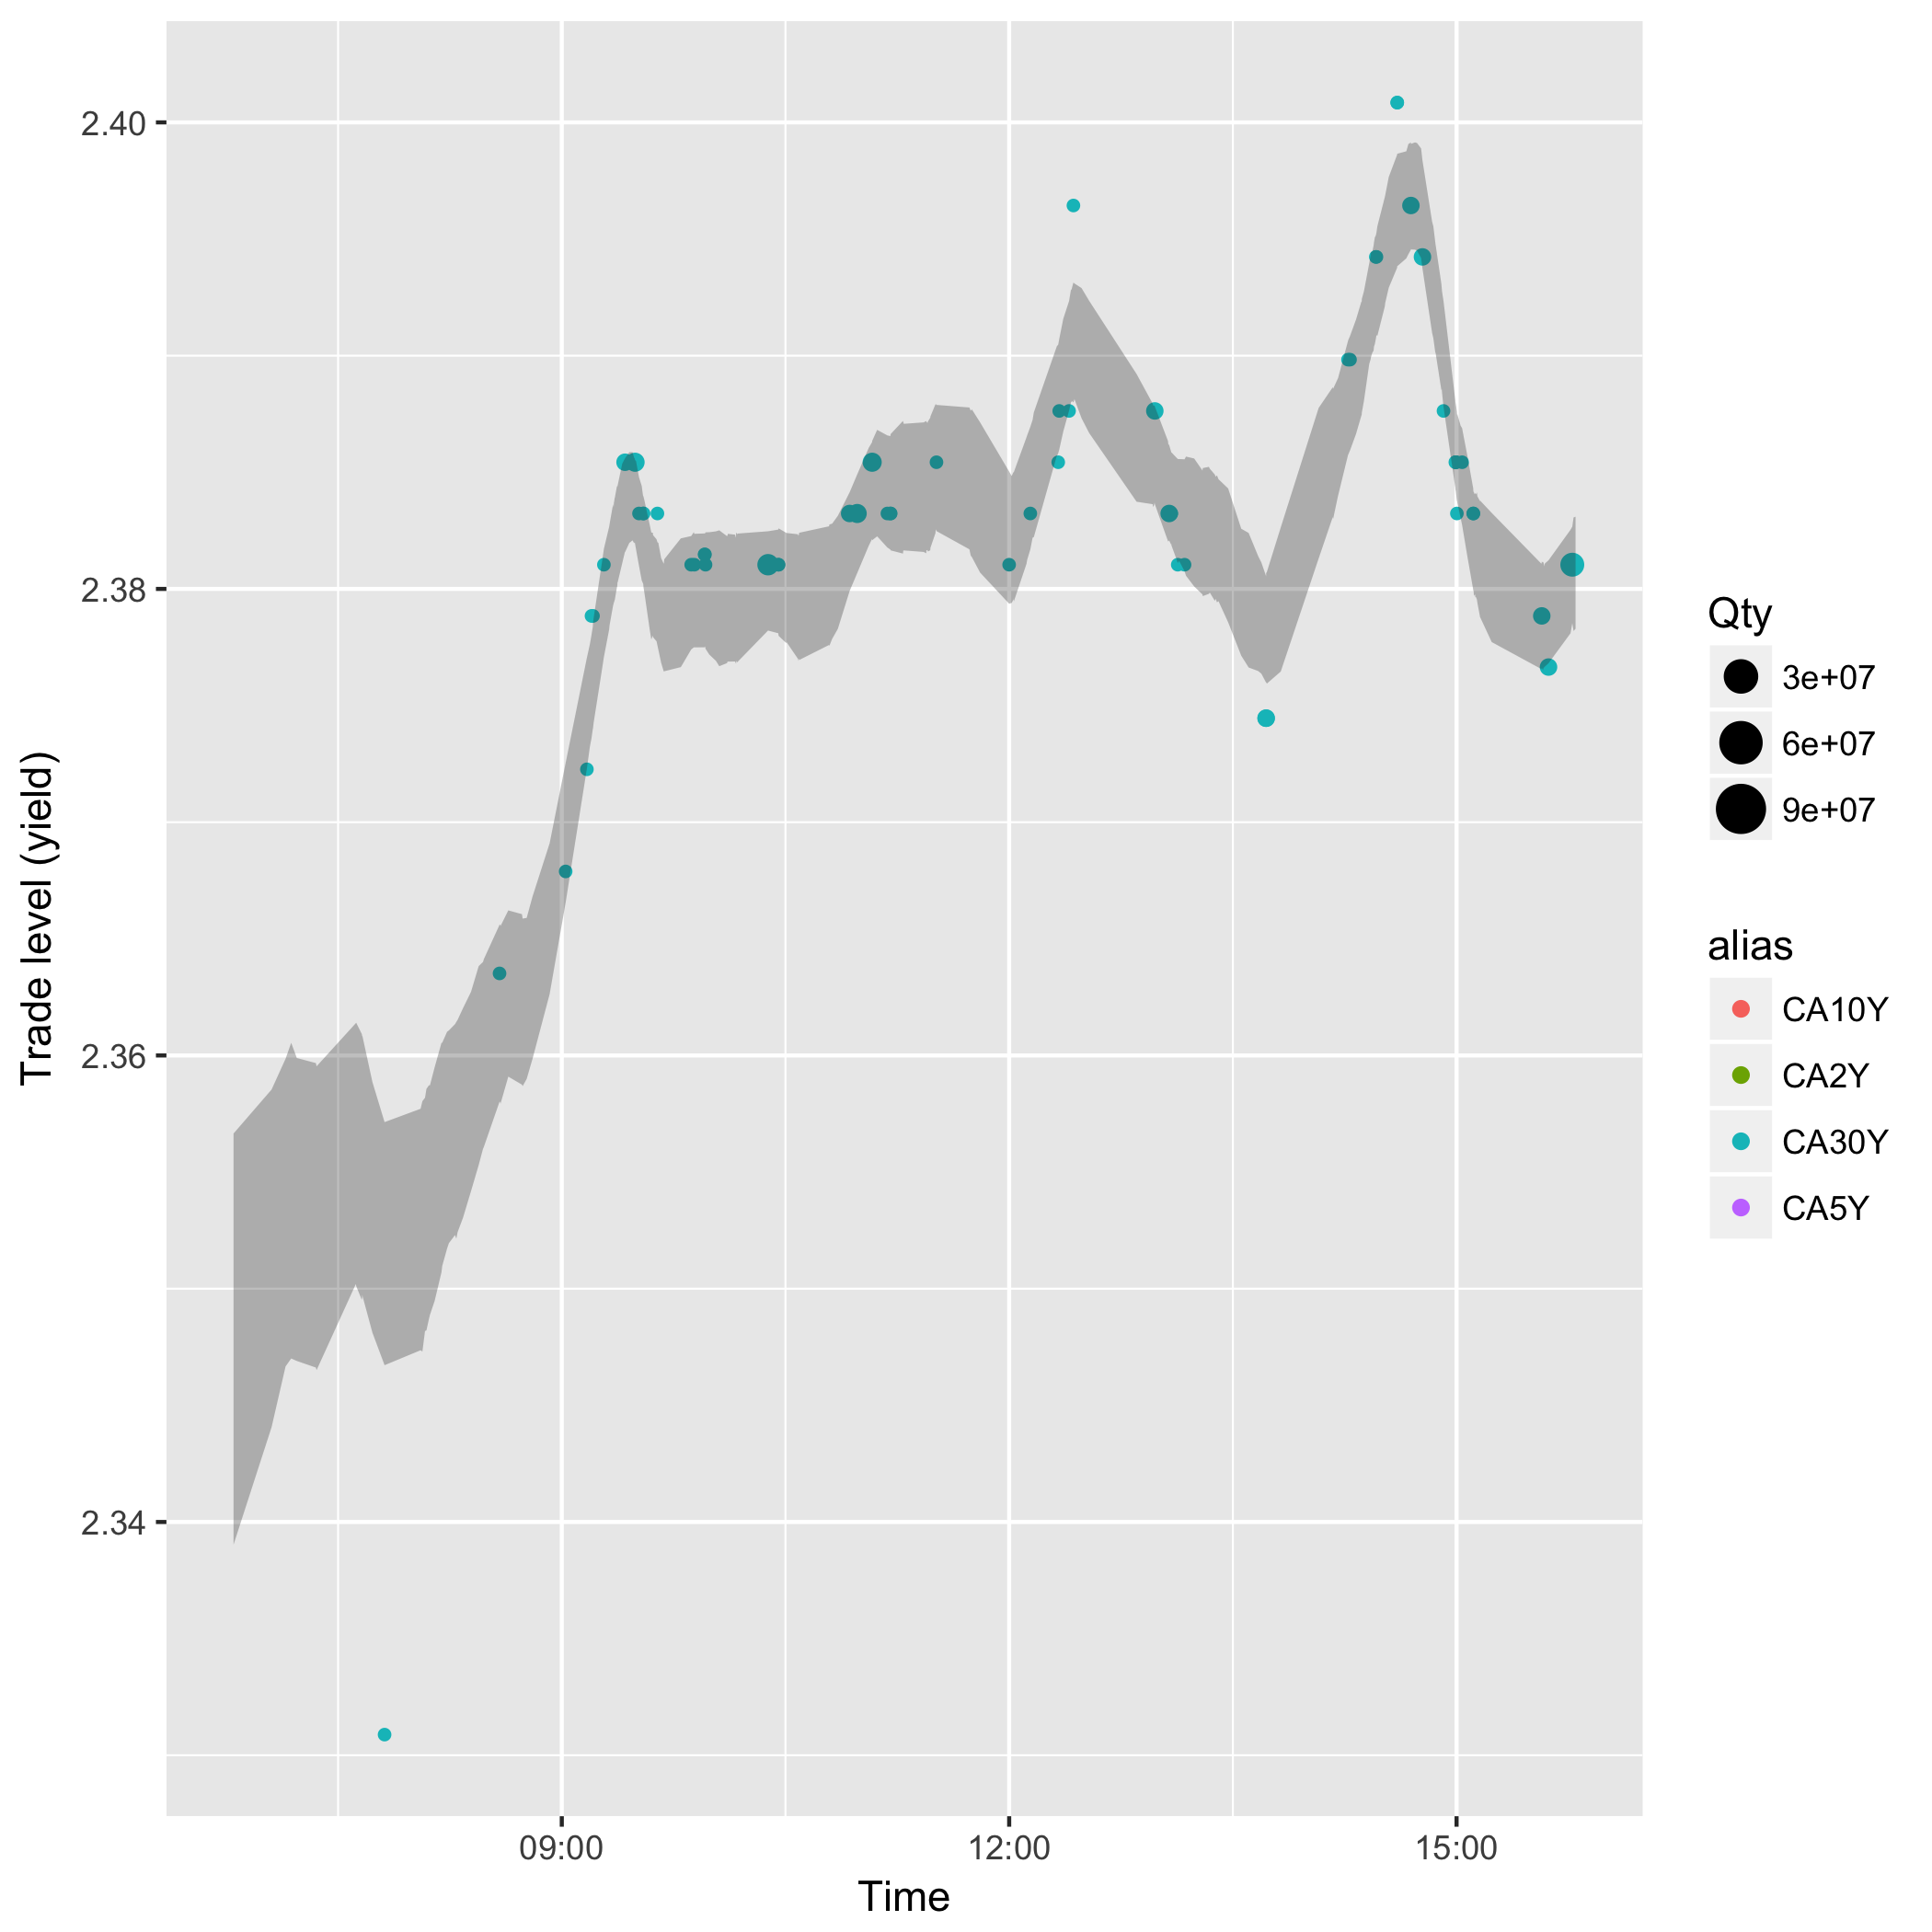 2.40
2.38
2.36
2.34
Trade level (yield)
09:00
12:00
15:00
Time
Qty
3e+07
6e+07
9e+07
alias
CA10Y
CA2Y
CA30Y
CA5Y